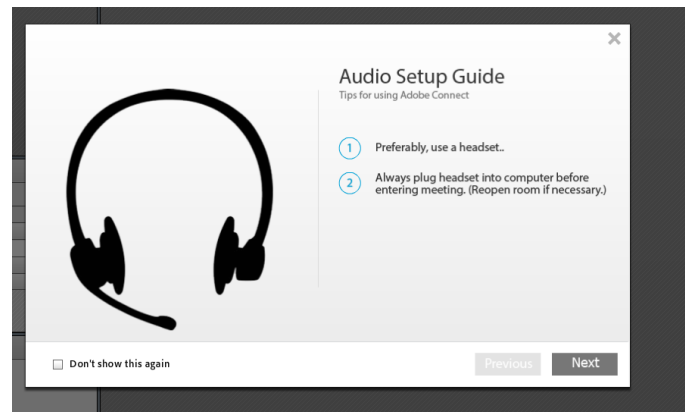 Audio Setup Guide
Tips for using Adobe Connect
1 Preferably, use a headset..
2 Always plug headset into computer before
entering meeting. (Reopen room if necessary.)
Don't show this again
Previous Next